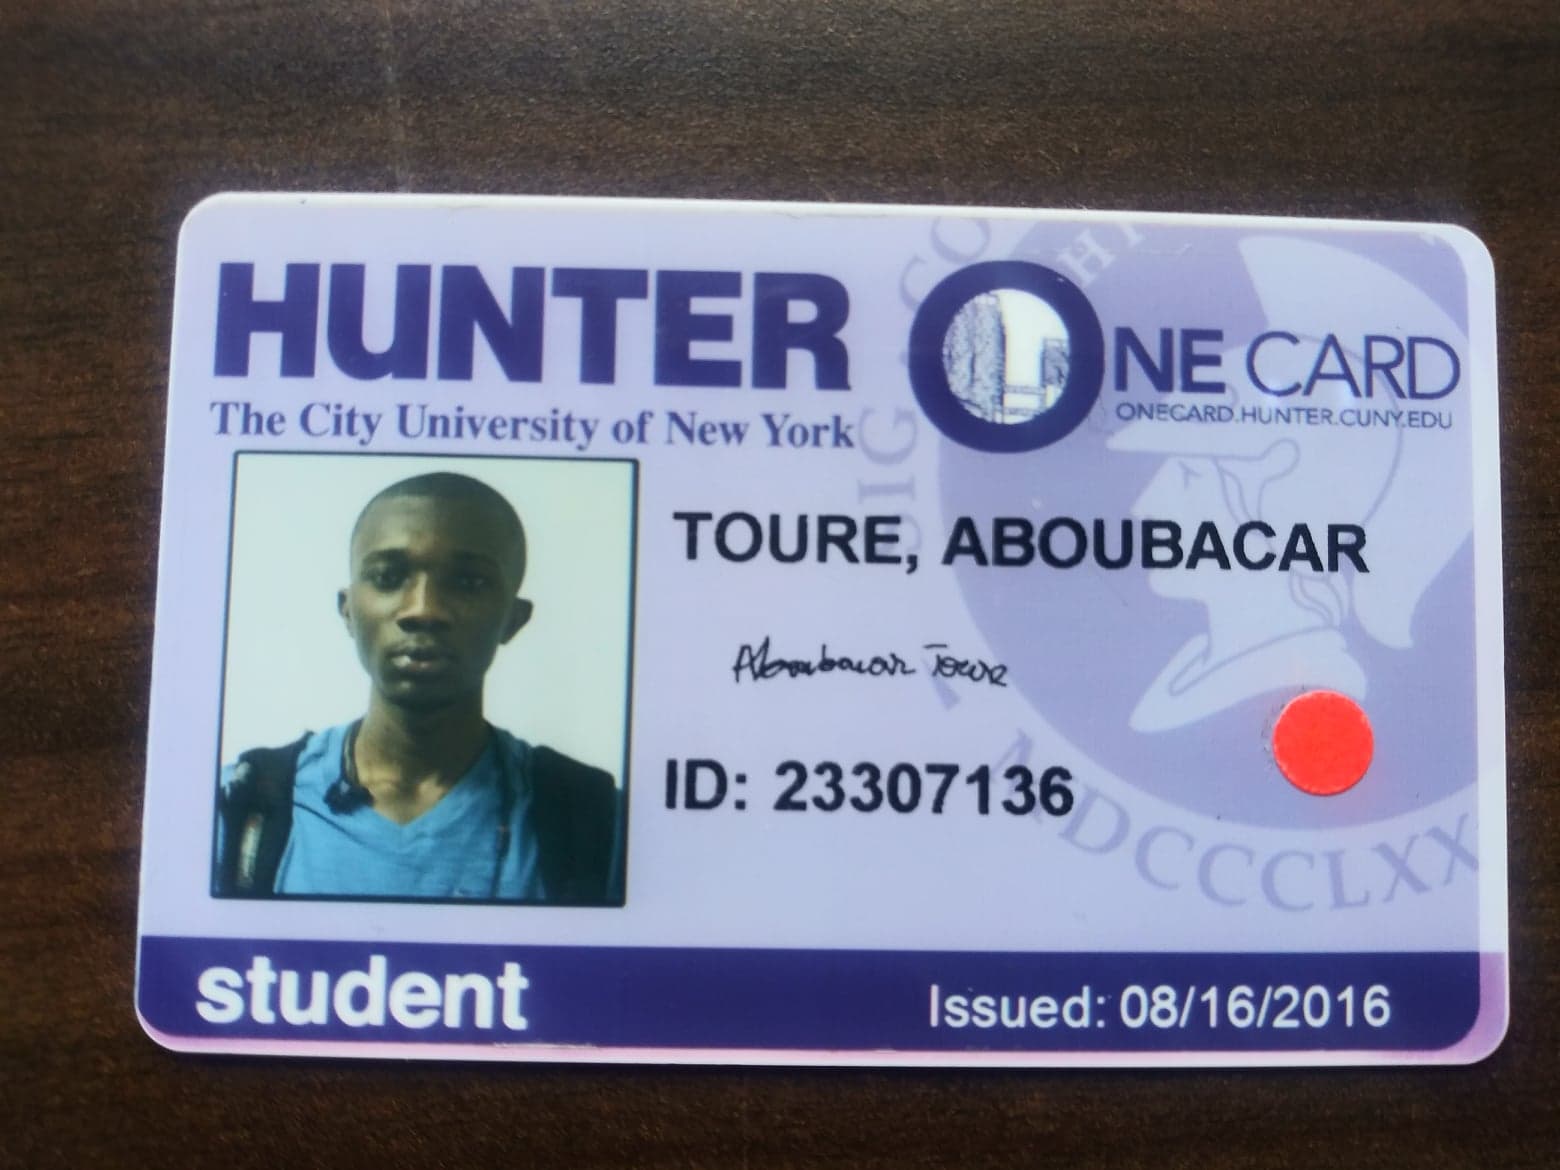 HUNTER
The City University of New York
ONE CARD
ONECARD.HUNTER.CUNY.EDU
TOURE, ABOUBACAR
Aboubacar Toure
ID: 23307136
MDCCCLXX
student
Issued: 08/16/2016